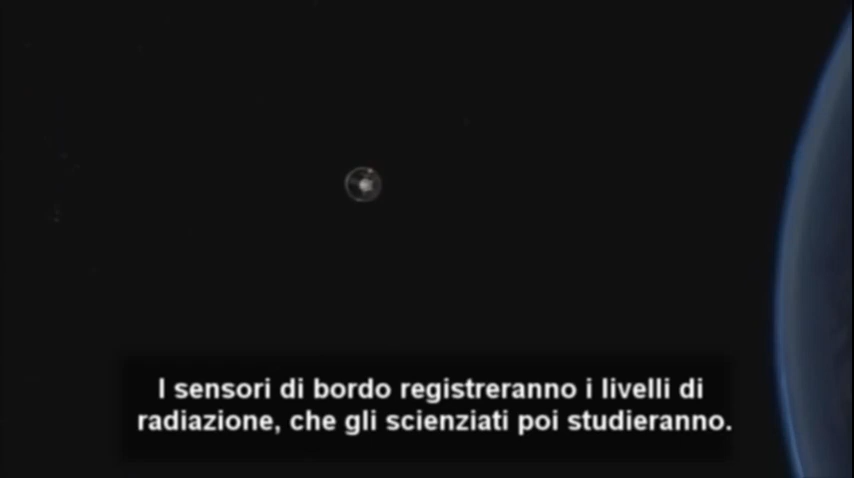 I sensori di bordo registreranno i livelli di
radiazione, che gli scienziati poi studieranno.